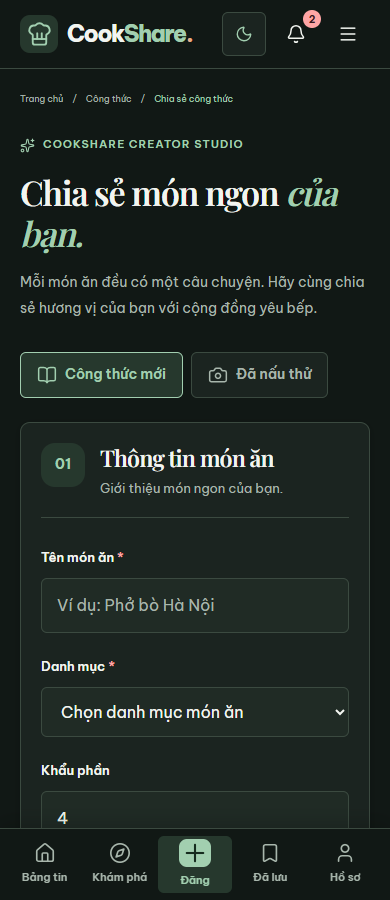 CookShare.
2
Trang chủ / Công thức / Chia sẻ công thức
COOKSHARE CREATOR STUDIO
Chia sẻ món ngon của
bạn.
Mỗi món ăn đều có một câu chuyện. Hãy cùng chia
sẻ hương vị của bạn với cộng đồng yêu bếp.
Công thức mới
Đã nấu thử
01
Thông tin món ăn
Giới thiệu món ngon của bạn.
Tên món ăn *
Ví dụ: Phở bò Hà Nội
Danh mục *
Chọn danh mục món ăn
Khẩu phần
4
Bảng tin
Khám phá
Đăng
Đã lưu
Hồ sơ